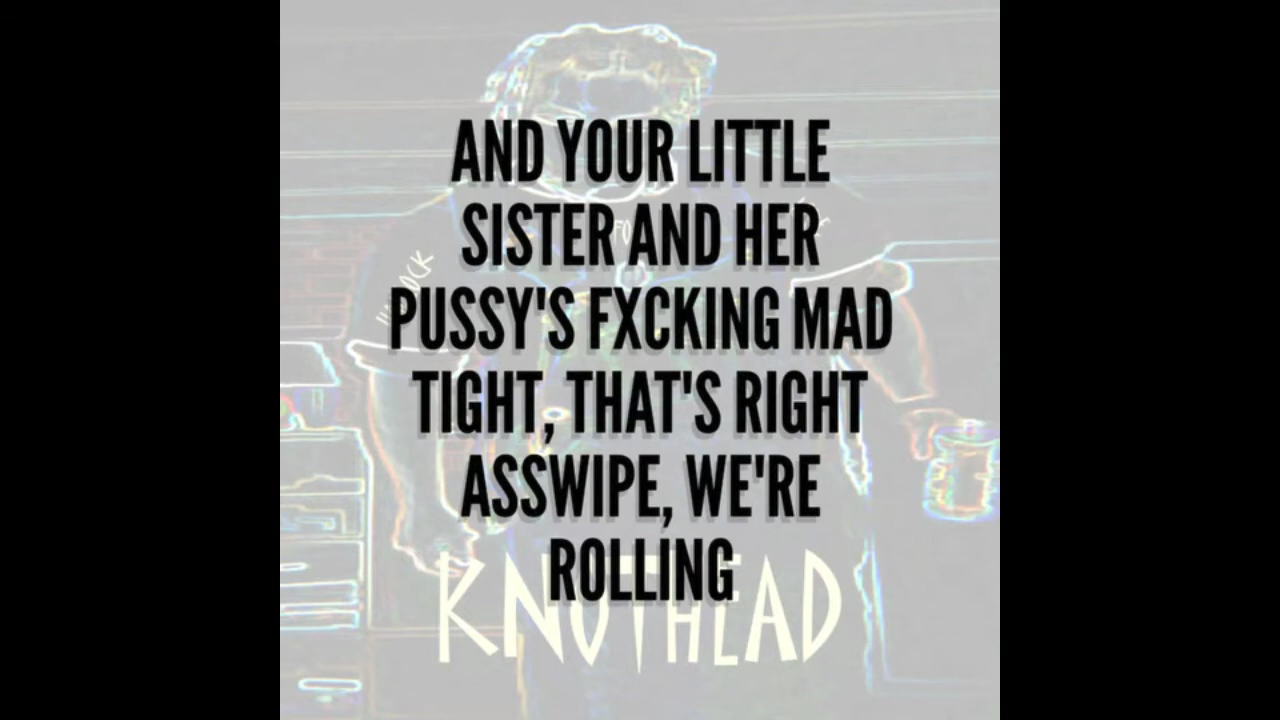 AND YOUR LITTLE
SISTER AND HER
PUSSY'S FXCKING MAD
TIGHT, THAT'S RIGHT
ASSWIPE, WE'RE
ROLLING
KNOTHEAD